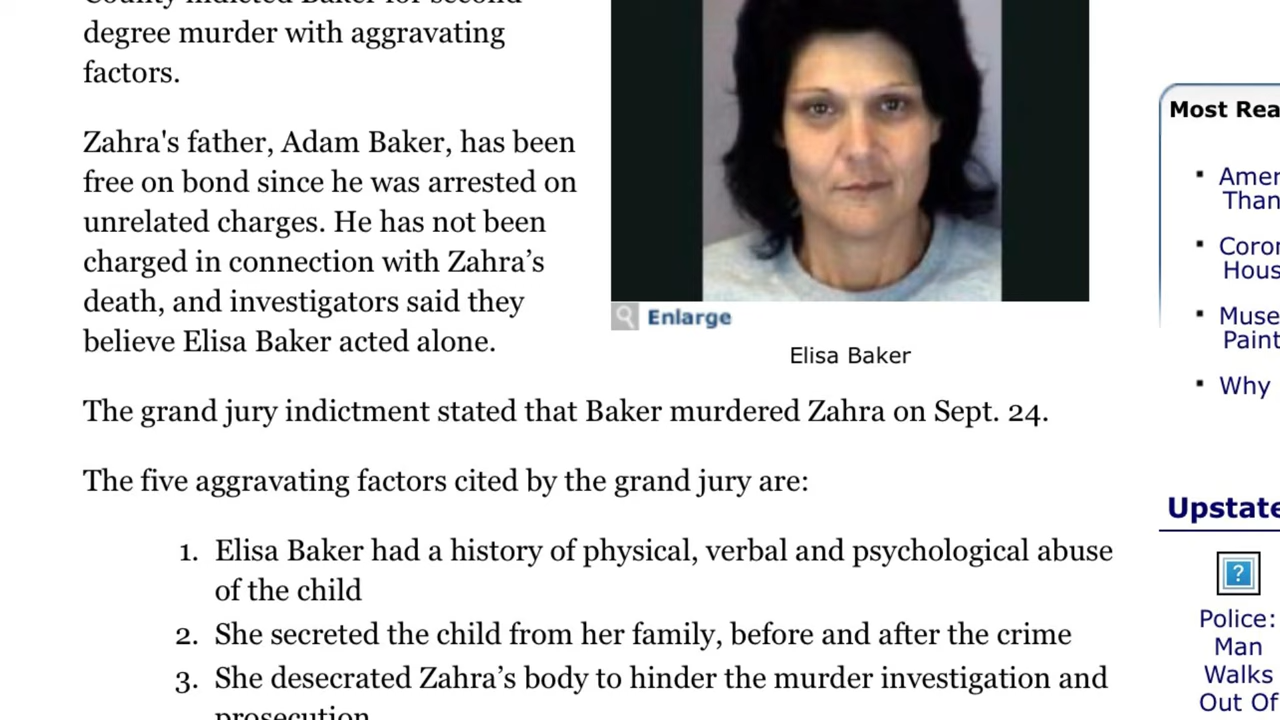 County indicted Baker for second
degree murder with aggravating
factors.
Zahra's father, Adam Baker, has been
free on bond since he was arrested on
unrelated charges. He has not been
charged in connection with Zahra’s
death, and investigators said they
believe Elisa Baker acted alone.
Enlarge
Elisa Baker
The grand jury indictment stated that Baker murdered Zahra on Sept. 24.
The five aggravating factors cited by the grand jury are:
1. Elisa Baker had a history of physical, verbal and psychological abuse
of the child
2. She secreted the child from her family, before and after the crime
3. She desecrated Zahra’s body to hinder the murder investigation and
prosecution
Most Rea
▪ Amer
Than
▪ Coror
Hous
▪ Muse
Paint
▪ Why
Upstate
?
Police:
Man
Walks
Out Of